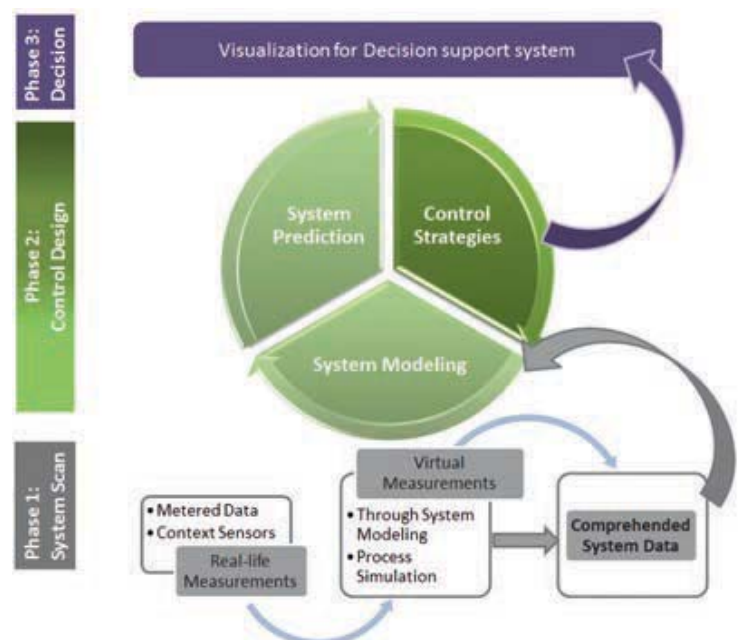 Phase 3:
Decision
Visualization for Decision support system
Phase 2:
Control Design
System
Prediction
Control
Strategies
System Modeling
Phase 1:
System Scan
• Metered Data
• Context Sensors
Real-life
Measurements
Virtual
Measurements
• Through System
Modeling
• Process
Simulation
Comprehended
System Data